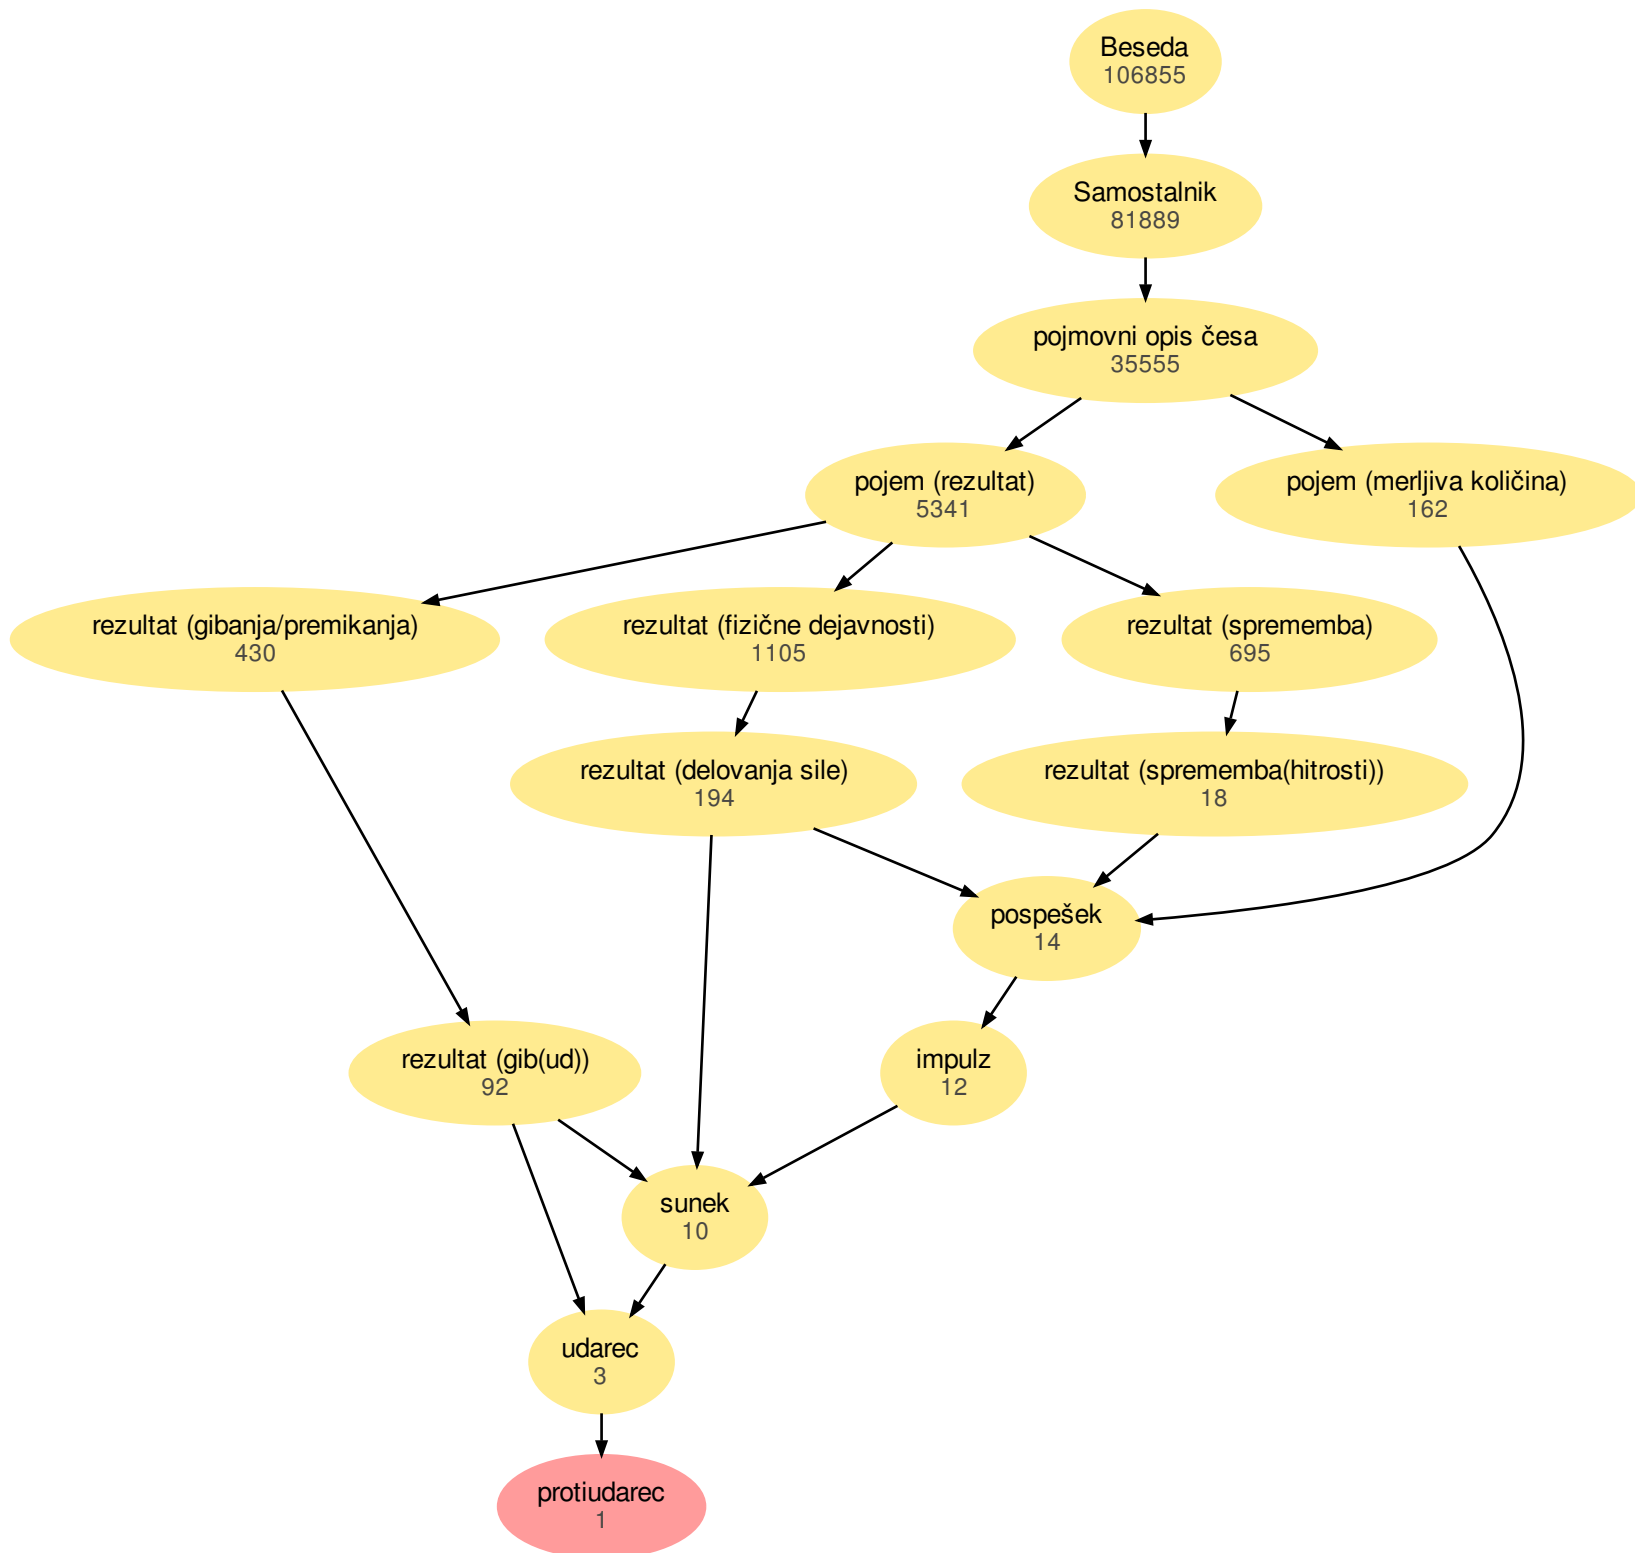 Beseda
106855
Samostalnik
81889
pojmovni opis česa
35555
pojem (rezultat)
5341
pojem (merljiva količina)
162
rezultat (gibanja/premikanja)
430
rezultat (fizične dejavnosti)
1105
rezultat (sprememba)
695
rezultat (delovanja sile)
194
rezultat (sprememba(hitrosti))
18
pospešek
14
rezultat (gib(ud))
92
impulz
12
sunek
10
udarec
3
protiudarec
1